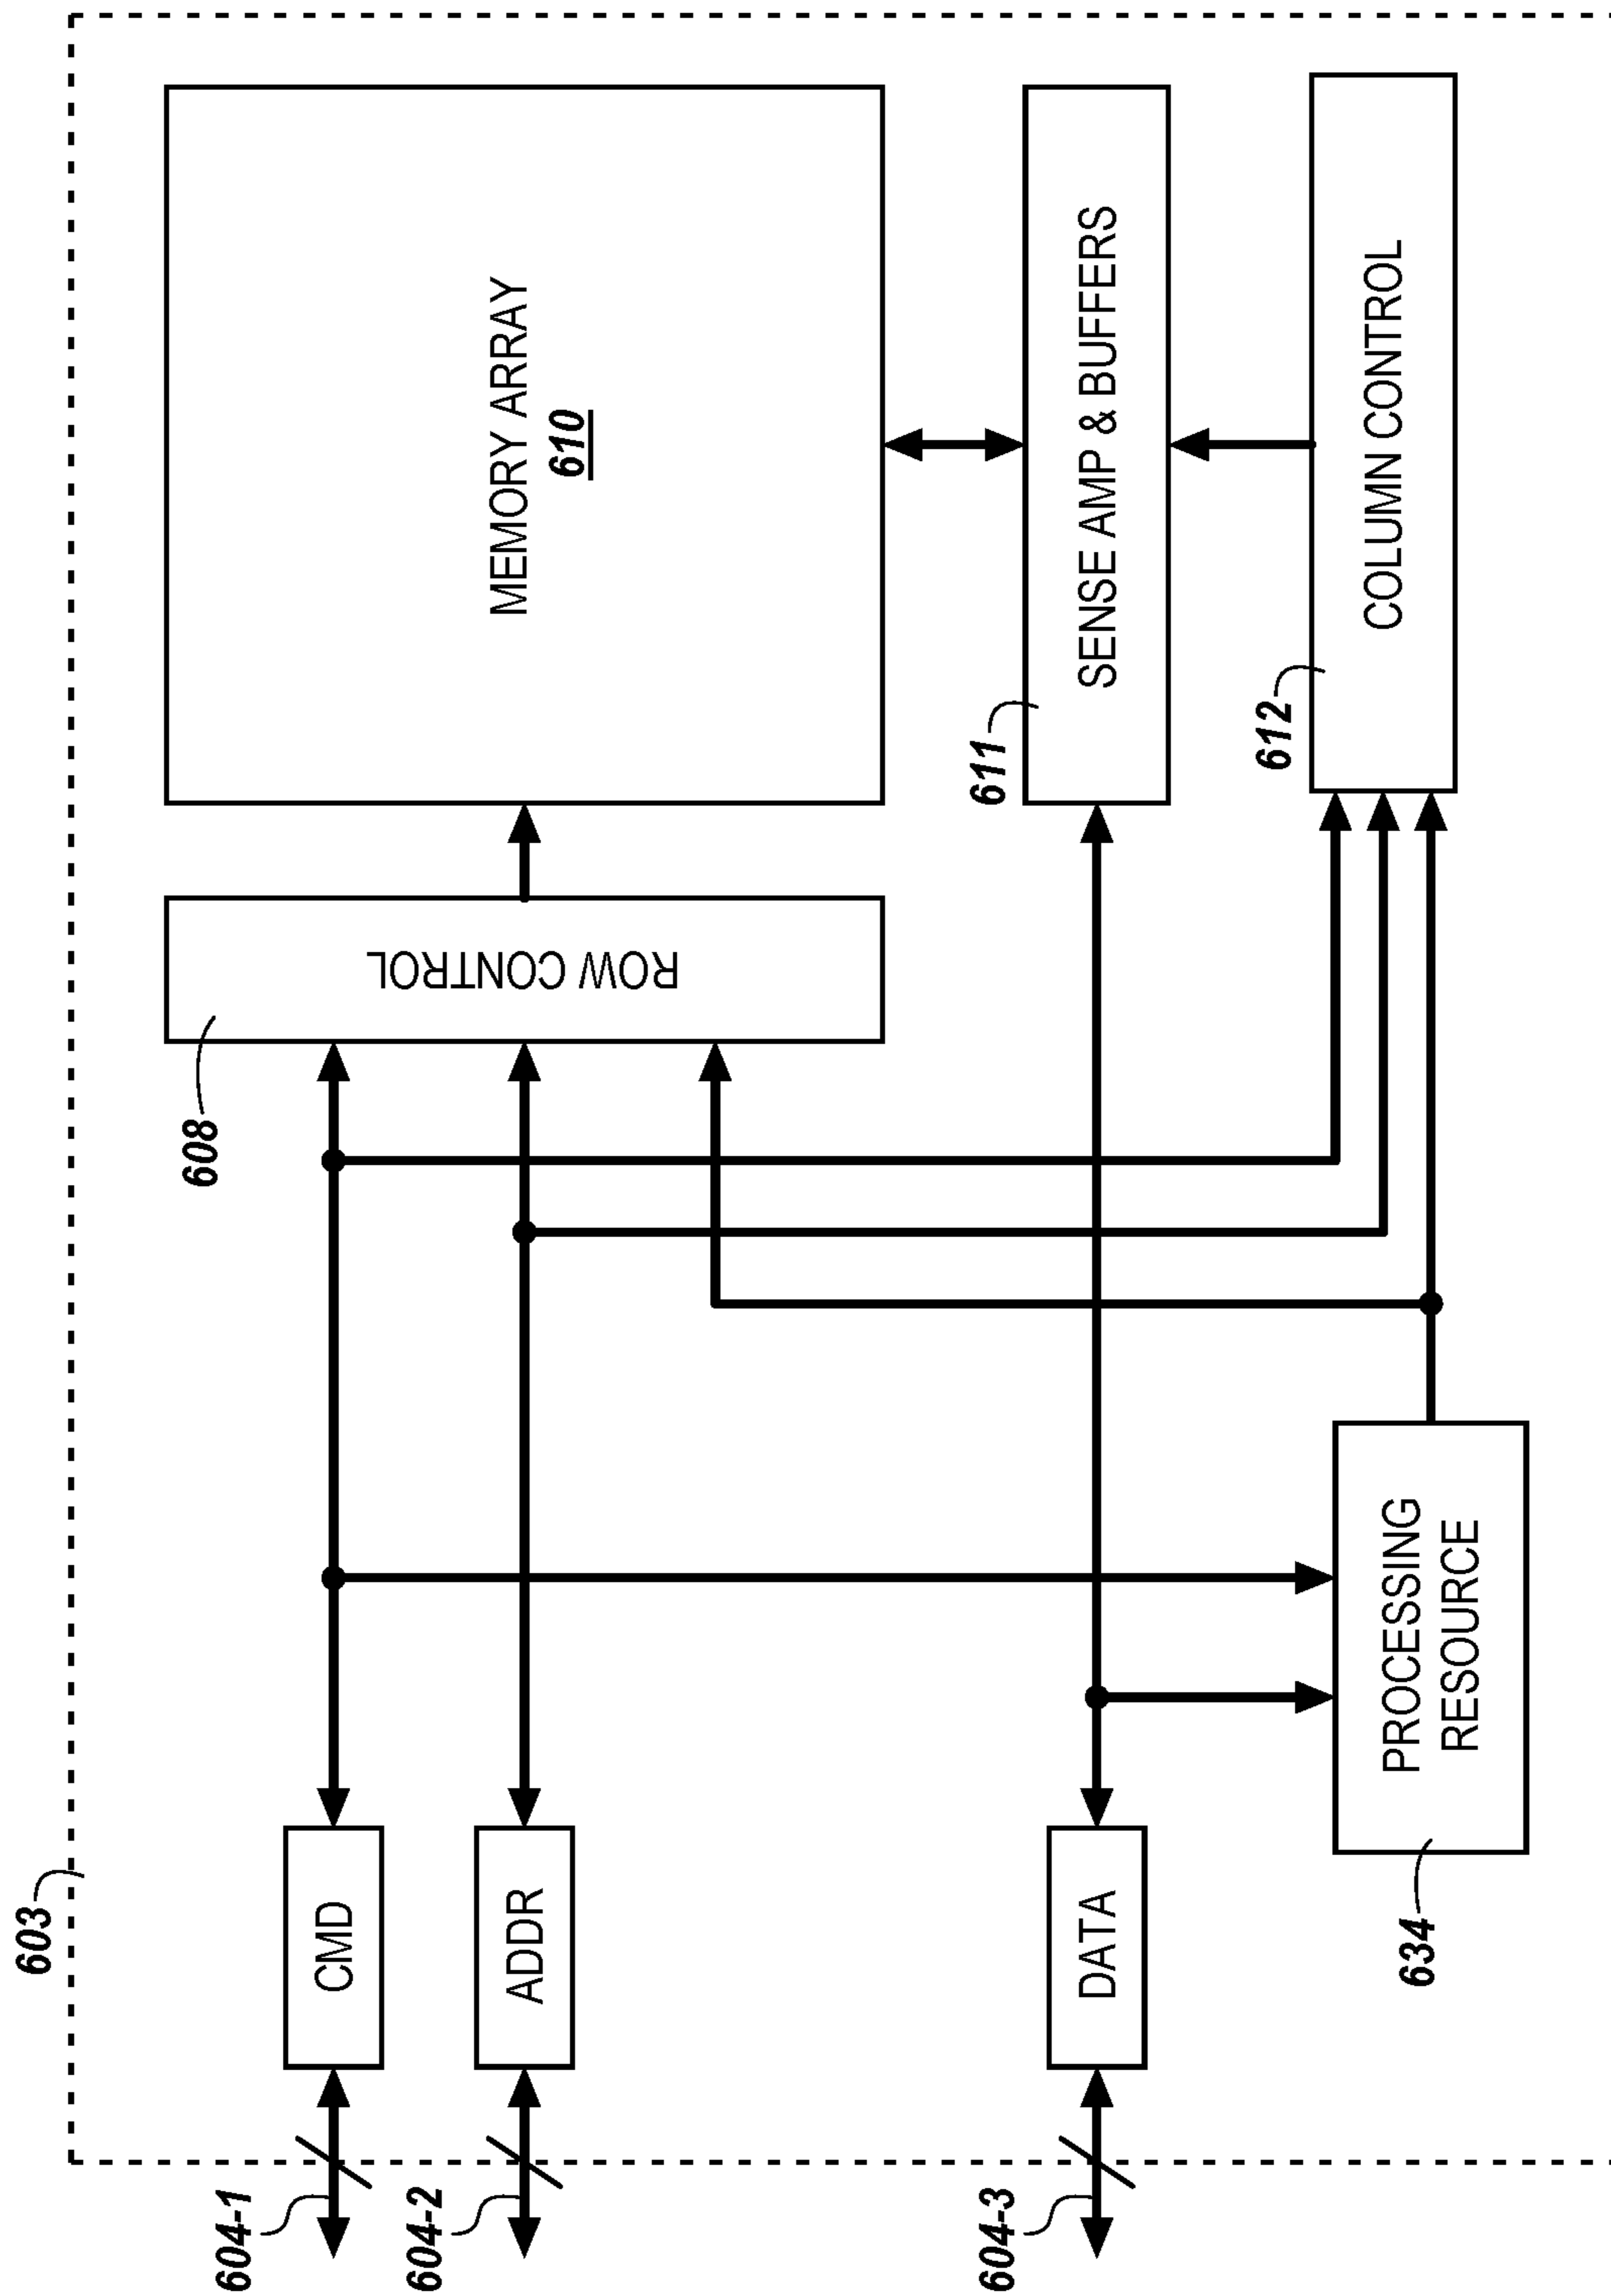 603
604-1
CMD
604-2
ADDR
604-3
DATA
634
PROCESSING
RESOURCE
608
ROW CONTROL
MEMORY ARRAY
610
611
SENSE AMP & BUFFERS
612
COLUMN CONTROL